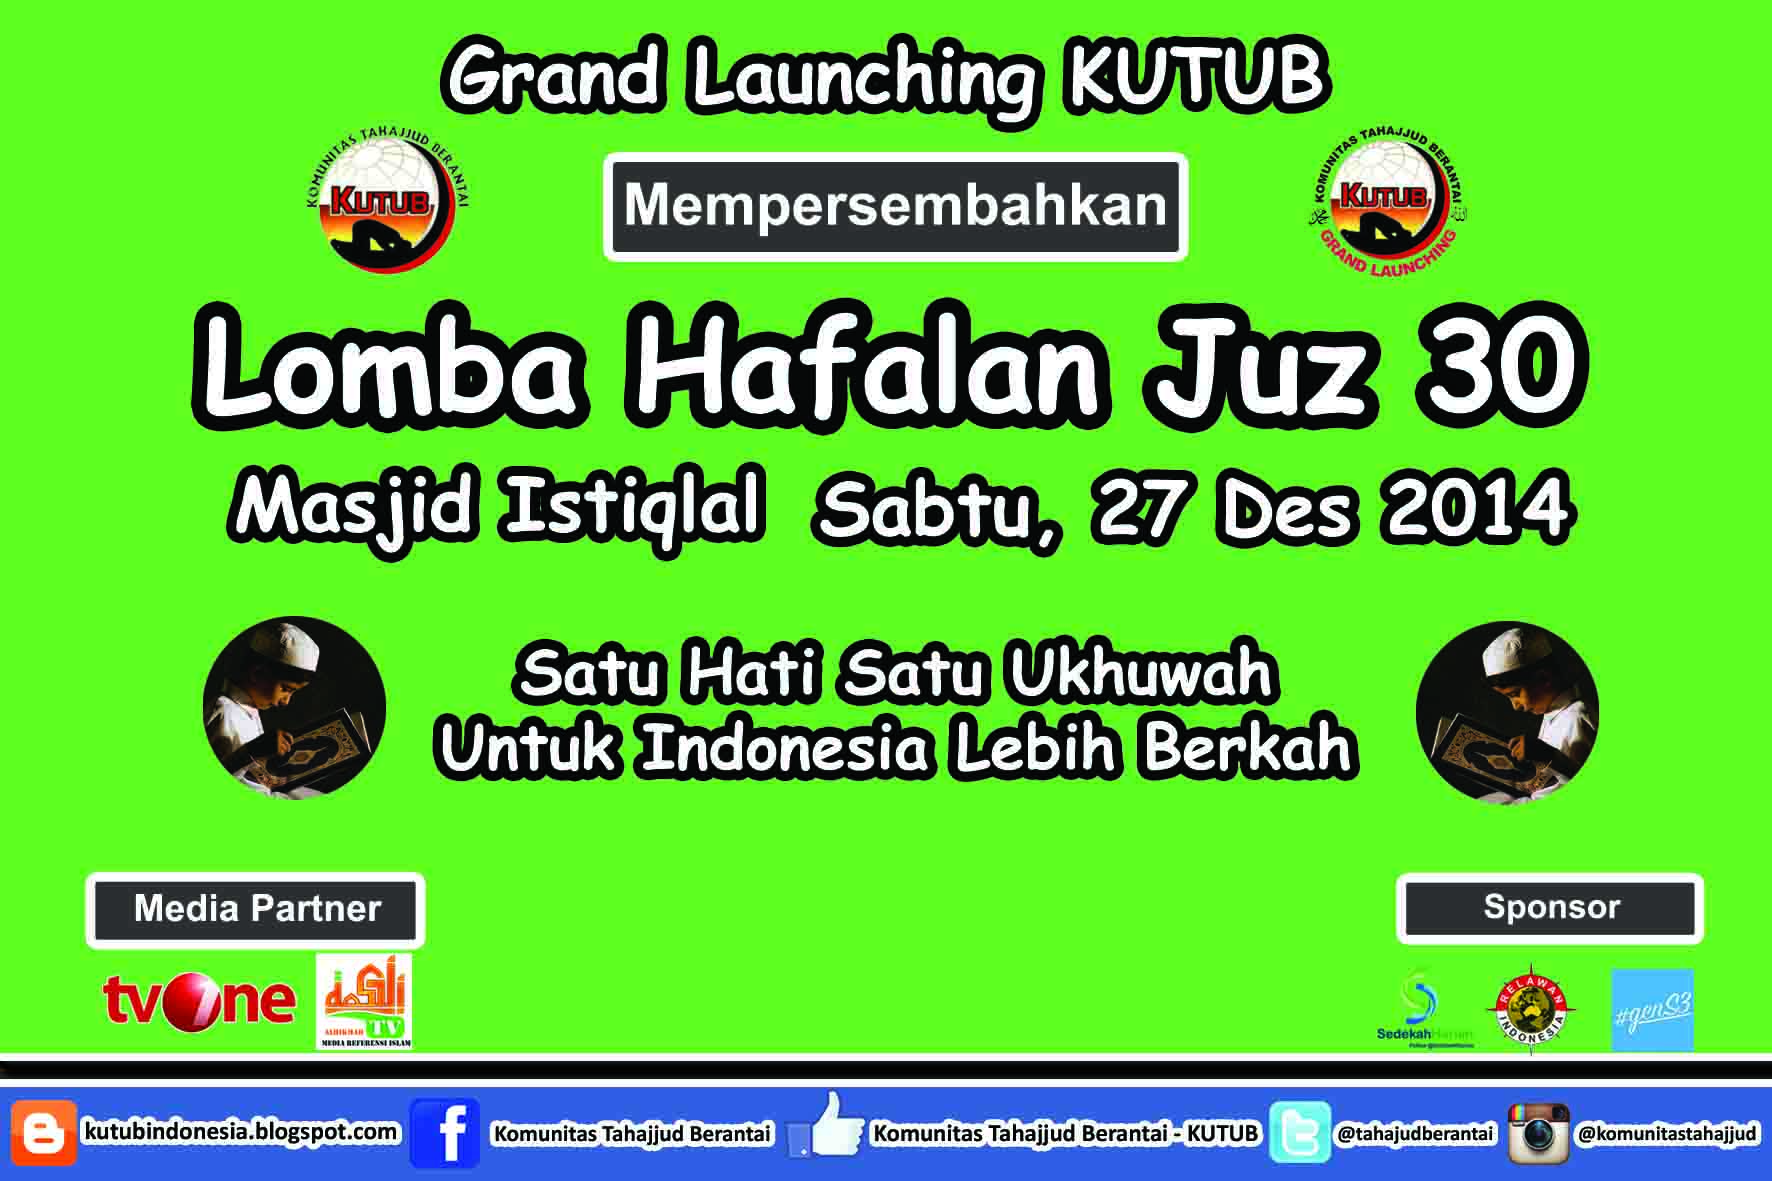 Grand Launching KUTUB
KOMUNITAS TAHAJJUD BERANTAI
KUTUB
Mempersembahkan
KOMUNITAS TAHAJJUD BERANTAI
KUTUB
GRAND LAUNCHING
Lomba Hafalan Juz 30
Masjid Istiqlal Sabtu, 27 Des 2014
Satu Hati Satu Ukhuwah
Untuk Indonesia Lebih Berkah
Media Partner
Sponsor
tvOne
الحكمة
ALHIKMAH TV
MEDIA REFERENSI ISLAM
SedekahHarian
RELAWAN INDONESIA
#genS3
kutubindonesia.blogspot.com
Komunitas Tahajjud Berantai
Komunitas Tahajjud Berantai - KUTUB
@tahajudberantai
@komunitastahajjud